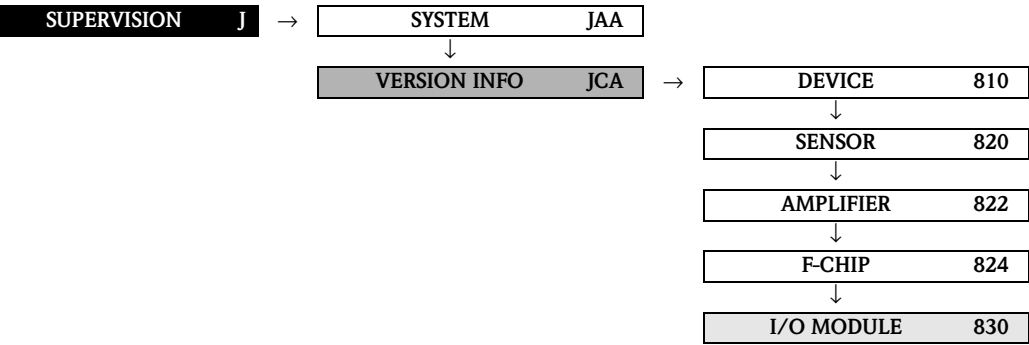 SUPERVISION J → SYSTEM JAA
↓
VERSION INFO JCA → DEVICE 810
↓
SENSOR 820
↓
AMPLIFIER 822
↓
F-CHIP 824
↓
I/O MODULE 830